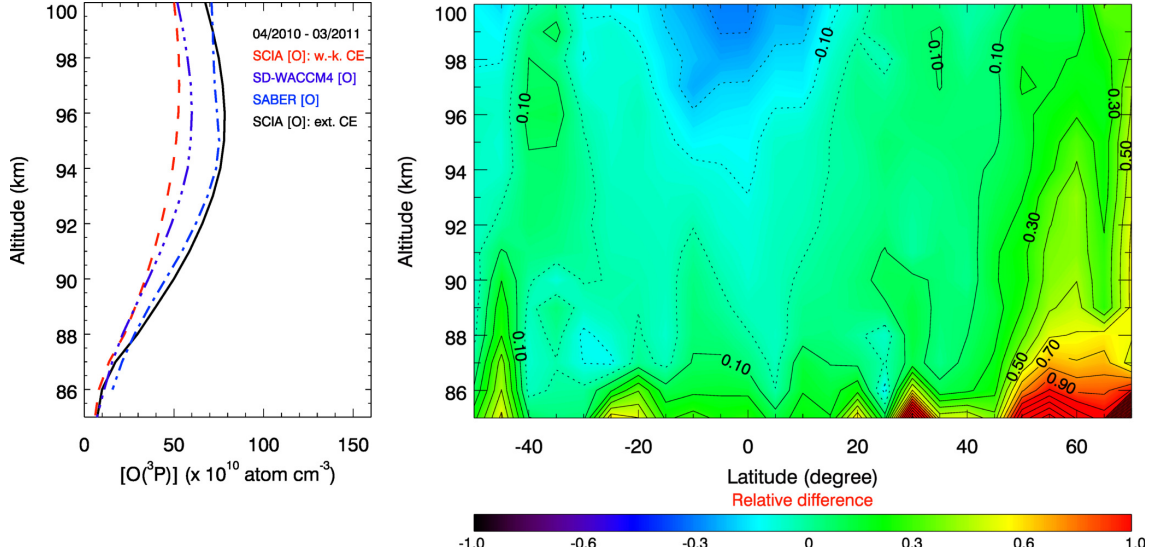 100
98
96
94
92
90
88
86
Altitude (km)
04/2010 - 03/2011
SCIA [O]: w.-k. CE
SD-WACCM4 [O]
SABER [O]
SCIA [O]: ext. CE
0 50 100 150
[O(³P)] (x 10¹⁰ atom cm⁻³)
100
98
96
94
92
90
88
86
Altitude (km)
0.10
-0.10
0.10
0.10
0.30
0.50
0.30
0.10
0.10
0.10
0.50
0.70
0.90
-40 -20 0 20 40 60
Latitude (degree)
Relative difference
-1.0 -0.6 -0.3 0 0.3 0.6 1.0